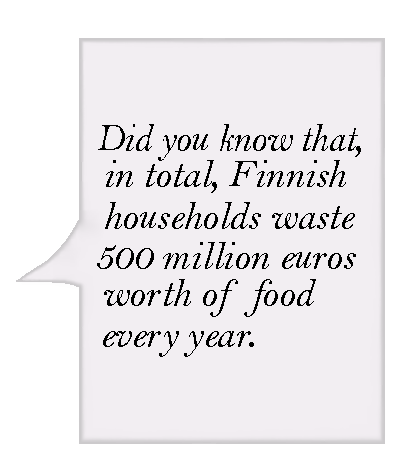 Did you know that,
in total, Finnish
households waste
500 million euros
worth of food
every year.